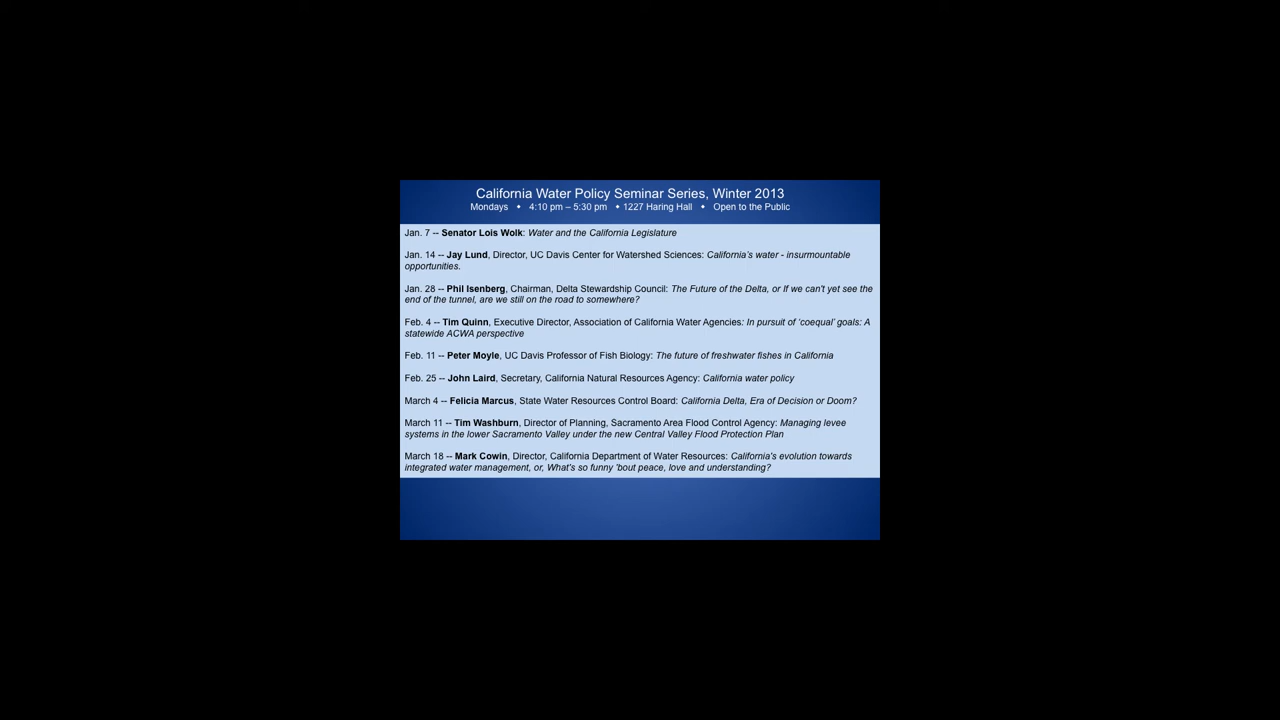 California Water Policy Seminar Series, Winter 2013
Mondays • 4:10 pm – 5:30 pm • 1227 Haring Hall • Open to the Public
Jan. 7 -- Senator Lois Wolk: Water and the California Legislature
Jan. 14 -- Jay Lund, Director, UC Davis Center for Watershed Sciences: California's water - insurmountable
opportunities.
Jan. 28 -- Phil Isenberg, Chairman, Delta Stewardship Council: The Future of the Delta, or If we can't yet see the
end of the tunnel, are we still on the road to somewhere?
Feb. 4 -- Tim Quinn, Executive Director, Association of California Water Agencies: In pursuit of 'coequal' goals: A
statewide ACWA perspective
Feb. 11 -- Peter Moyle, UC Davis Professor of Fish Biology: The future of freshwater fishes in California
Feb. 25 -- John Laird, Secretary, California Natural Resources Agency: California water policy
March 4 -- Felicia Marcus, State Water Resources Control Board: California Delta, Era of Decision or Doom?
March 11 -- Tim Washburn, Director of Planning, Sacramento Area Flood Control Agency: Managing levee
systems in the lower Sacramento Valley under the new Central Valley Flood Protection Plan
March 18 -- Mark Cowin, Director, California Department of Water Resources: California's evolution towards
integrated water management, or, What's so funny 'bout peace, love and understanding?